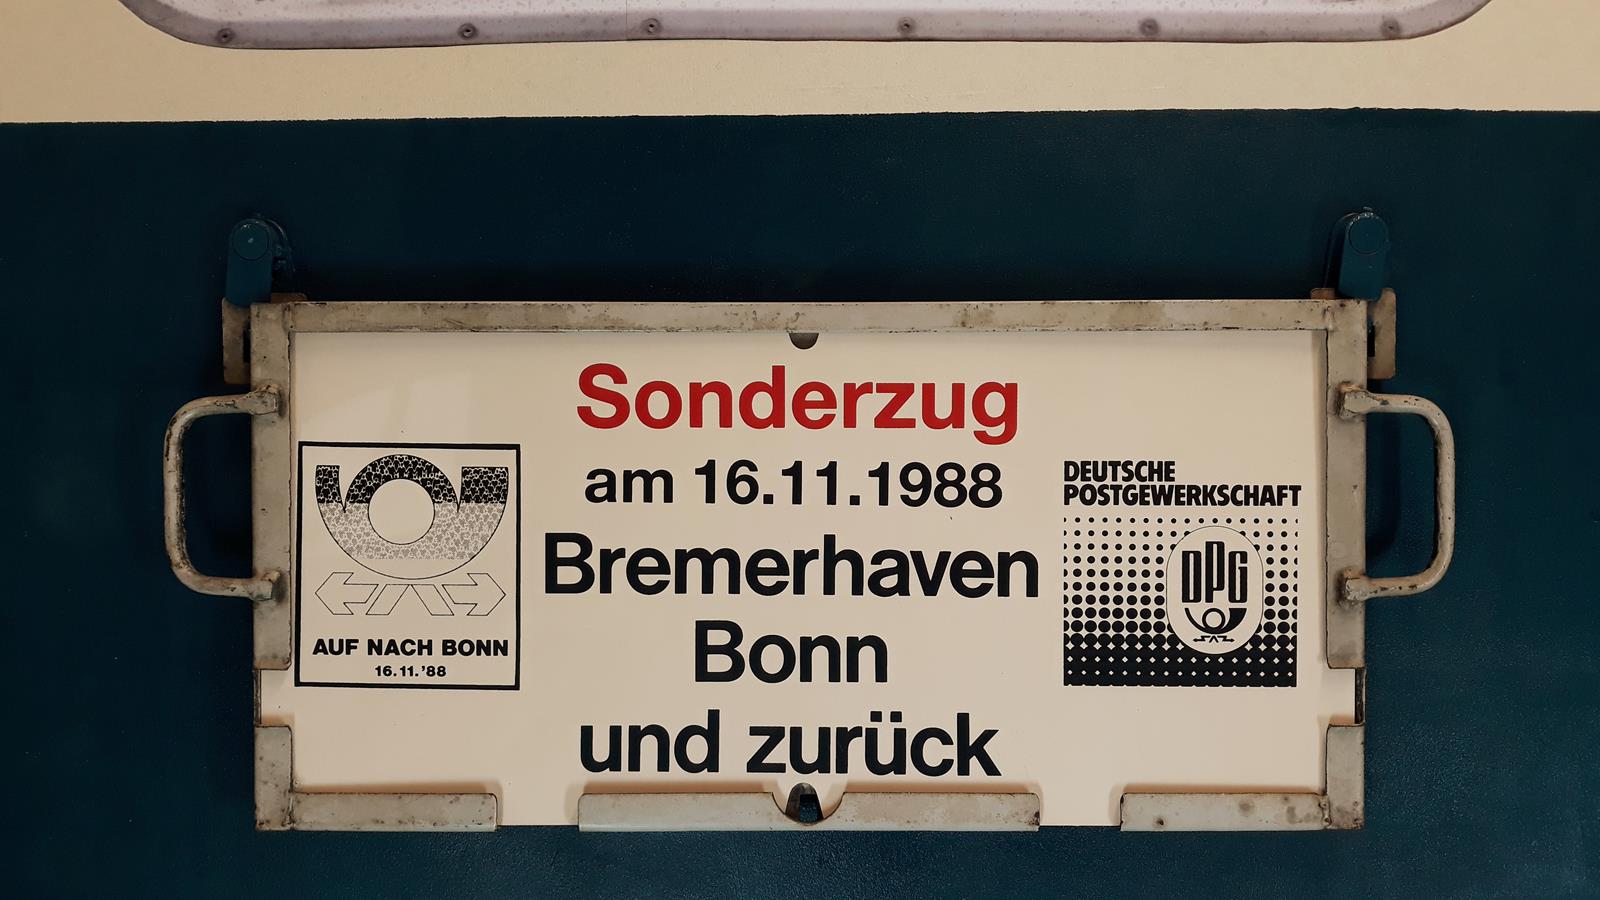 Sonderzug
am 16.11.1988
Bremerhaven
Bonn
und zurück
AUF NACH BONN
16.11.'88
DEUTSCHE
POSTGEWERKSCHAFT
DPG